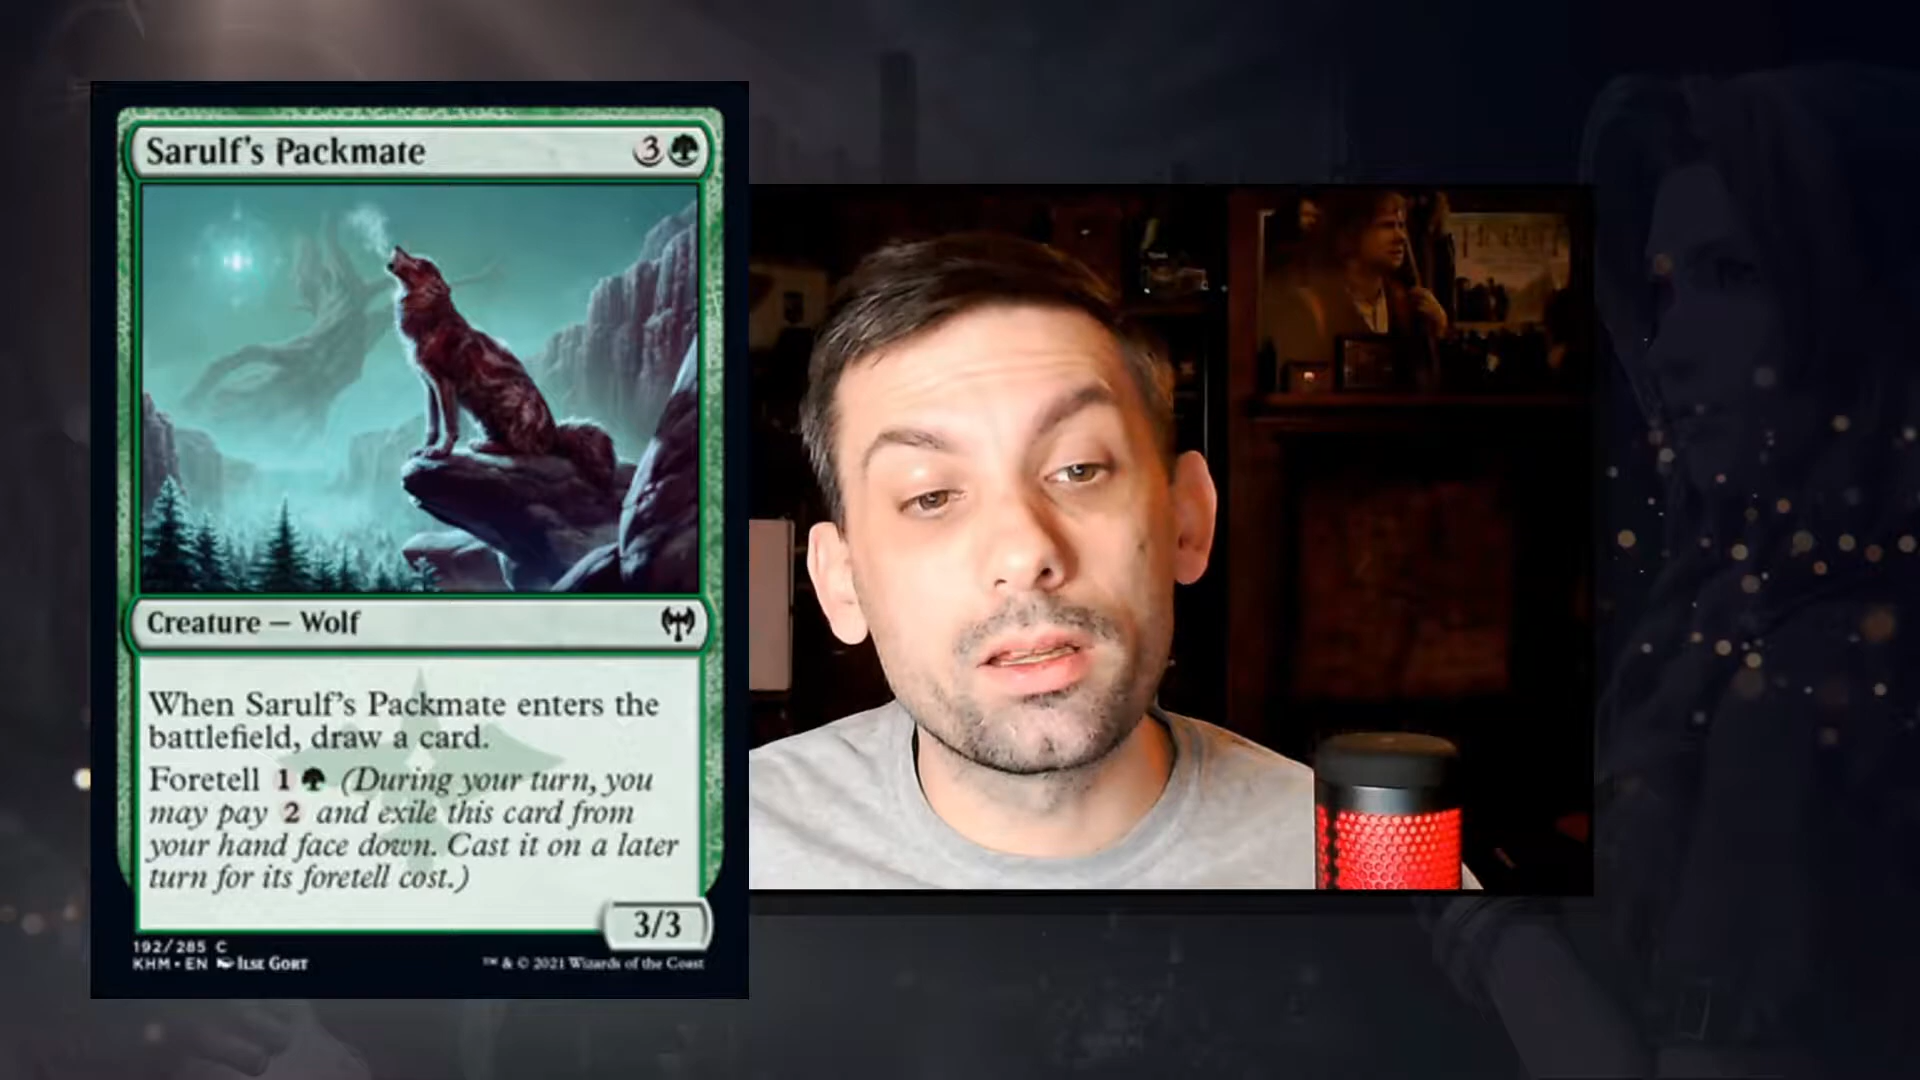 Sarulf's Packmate 3
Creature — Wolf
When Sarulf's Packmate enters the
battlefield, draw a card.
Foretell 1 (During your turn, you
may pay 2 and exile this card from
your hand face down. Cast it on a later
turn for its foretell cost.)
3/3
192/285 C
KHM • EN ILSE GORT
™ & © 2021 Wizards of the Coast